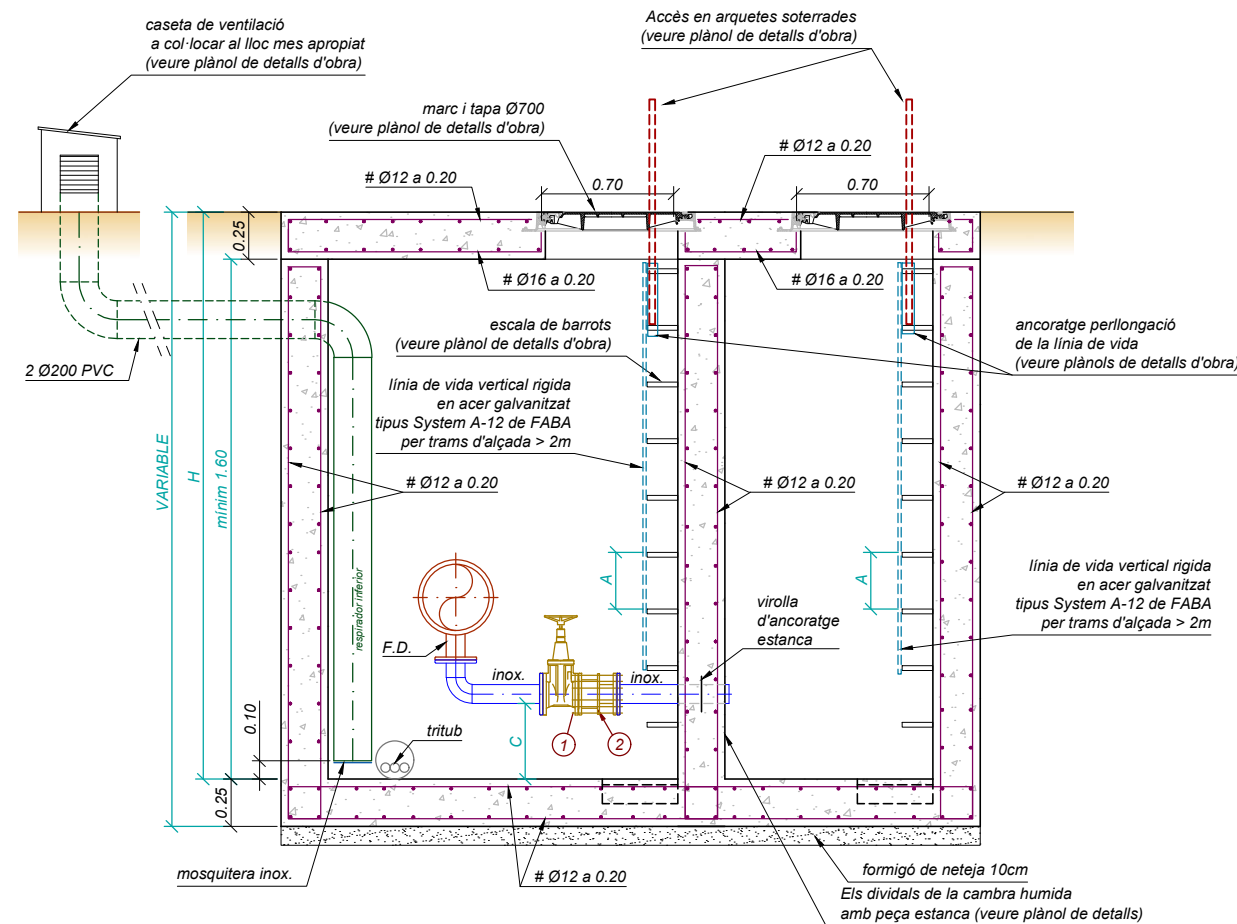 caseta de ventilació
a col·locar al lloc mes apropiat
(veure plànol de detalls d'obra)
Accès en arquetes soterrades
(veure plànol de detalls d'obra)
marc i tapa Ø700
(veure plànol de detalls d'obra)
# Ø12 a 0.20
# Ø12 a 0.20
0.70
0.70
0.25
# Ø16 a 0.20
# Ø16 a 0.20
escala de barrots
(veure plànol de detalls d'obra)
ancoratge perllongació
de la línia de vida
(veure plànols de detalls d'obra)
2 Ø200 PVC
línia de vida vertical rigida
en acer galvanitzat
tipus System A-12 de FABA
per trams d'alçada > 2m
VARIABLE
H
mínim 1.60
# Ø12 a 0.20
# Ø12 a 0.20
# Ø12 a 0.20
A
A
línia de vida vertical rigida
en acer galvanitzat
tipus System A-12 de FABA
per trams d'alçada > 2m
virolla
d'ancoratge
estanca
respirador inferior
F.D.
inox.
inox.
0.10
C
1
2
tritub
0.25
mosquitera inox.
# Ø12 a 0.20
formigó de neteja 10cm
Els dividals de la cambra humida
amb peça estanca (veure plànol de detalls)